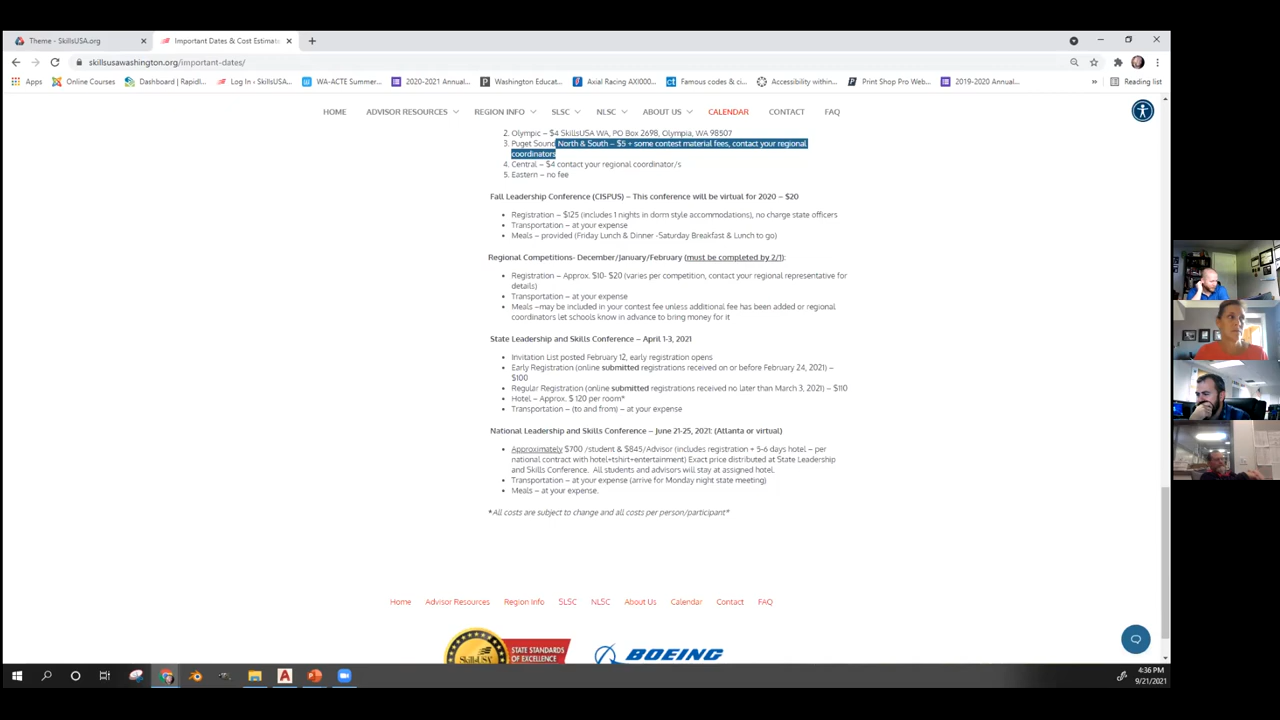 Theme - SkillsUSA.org
Important Dates & Cost Estimat
skillsusawashington.org/important-dates/
Apps
Online Courses
Dashboard | Rapidl...
Log In ‹ SkillsUSA...
WA-ACTE Summer...
2020-2021 Annual...
Washington Educat...
Axial Racing AXI000...
Famous codes & ci...
Accessibility within...
Print Shop Pro Web...
2019-2020 Annual...
»
Reading list
HOME
ADVISOR RESOURCES
REGION INFO
SLSC
NLSC
ABOUT US
CALENDAR
CONTACT
FAQ
2. Olympic – $4 SkillsUSA WA, PO Box 2698, Olympia, WA 98507
3. Puget Sound North & South – $5 + some contest material fees, contact your regional
coordinators
4. Central – $4 contact your regional coordinator/s
5. Eastern – no fee
Fall Leadership Conference (CISPUS) – This conference will be virtual for 2020 – $20
• Registration – $125 (includes 1 nights in dorm style accommodations), no charge state officers
• Transportation – at your expense
• Meals – provided (Friday Lunch & Dinner -Saturday Breakfast & Lunch to go)
Regional Competitions- December/January/February (must be completed by 2/1):
• Registration – Approx. $10- $20 (varies per competition, contact your regional representative for
details)
• Transportation – at your expense
• Meals –may be included in your contest fee unless additional fee has been added or regional
coordinators let schools know in advance to bring money for it
State Leadership and Skills Conference – April 1-3, 2021
• Invitation List posted February 12, early registration opens
• Early Registration (online submitted registrations received on or before February 24, 2021) –
$100
• Regular Registration (online submitted registrations received no later than March 3, 2021) – $110
• Hotel – Approx. $ 120 per room*
• Transportation – (to and from) – at your expense
National Leadership and Skills Conference – June 21-25, 2021: (Atlanta or virtual)
• Approximately $700 /student & $845/Advisor (includes registration + 5-6 days hotel – per
national contract with hotel+tshirt+entertainment) Exact price distributed at State Leadership
and Skills Conference. All students and advisors will stay at assigned hotel.
• Transportation – at your expense (arrive for Monday night state meeting)
• Meals – at your expense.
*All costs are subject to change and all costs per person/participant*
Home
Advisor Resources
Region Info
SLSC
NLSC
About Us
Calendar
Contact
FAQ
SkillsUSA
STATE STANDARDS
OF EXCELLENCE
BOEING
4:36 PM
9/21/2021